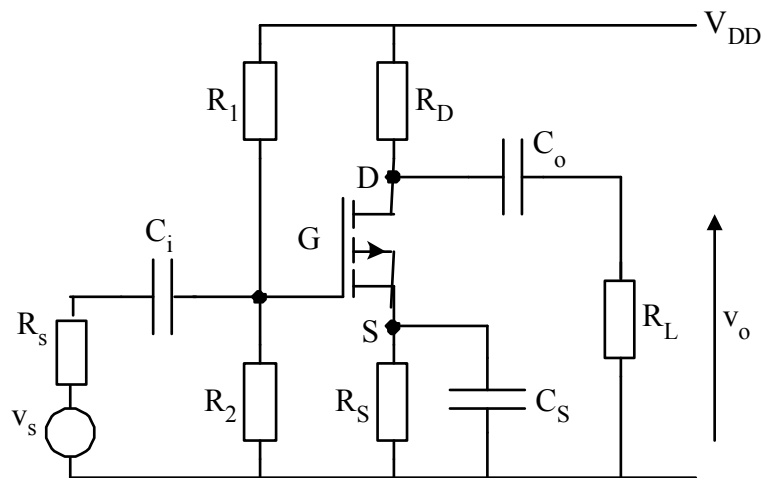 V_DD
R_1
R_D
C_o
D
C_i
G
R_s
R_L
v_o
S
v_s
R_2
R_S
C_S